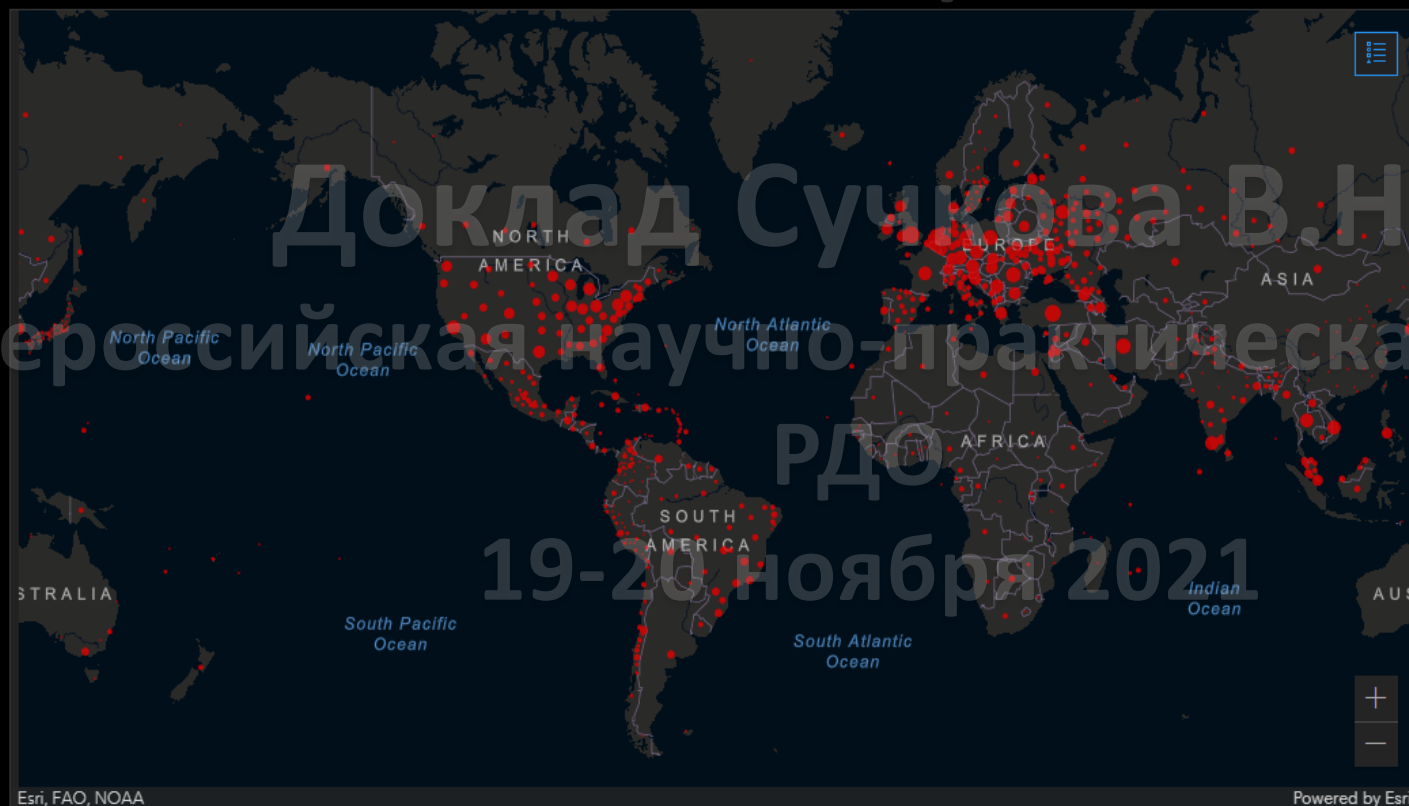 Доклад Сучкова В.Н
NORTH
AMERICA
EUROPE
ASIA
North Pacific
Ocean
North Pacific
Ocean
North Atlantic
Ocean
ероссийская научно-практическа
AFRICA
РДО
SOUTH
AMERICA
19-20 ноября 2021
STRALIA
Indian
Ocean
AUS
South Pacific
Ocean
South Atlantic
Ocean
Esri, FAO, NOAA
Powered by Esr